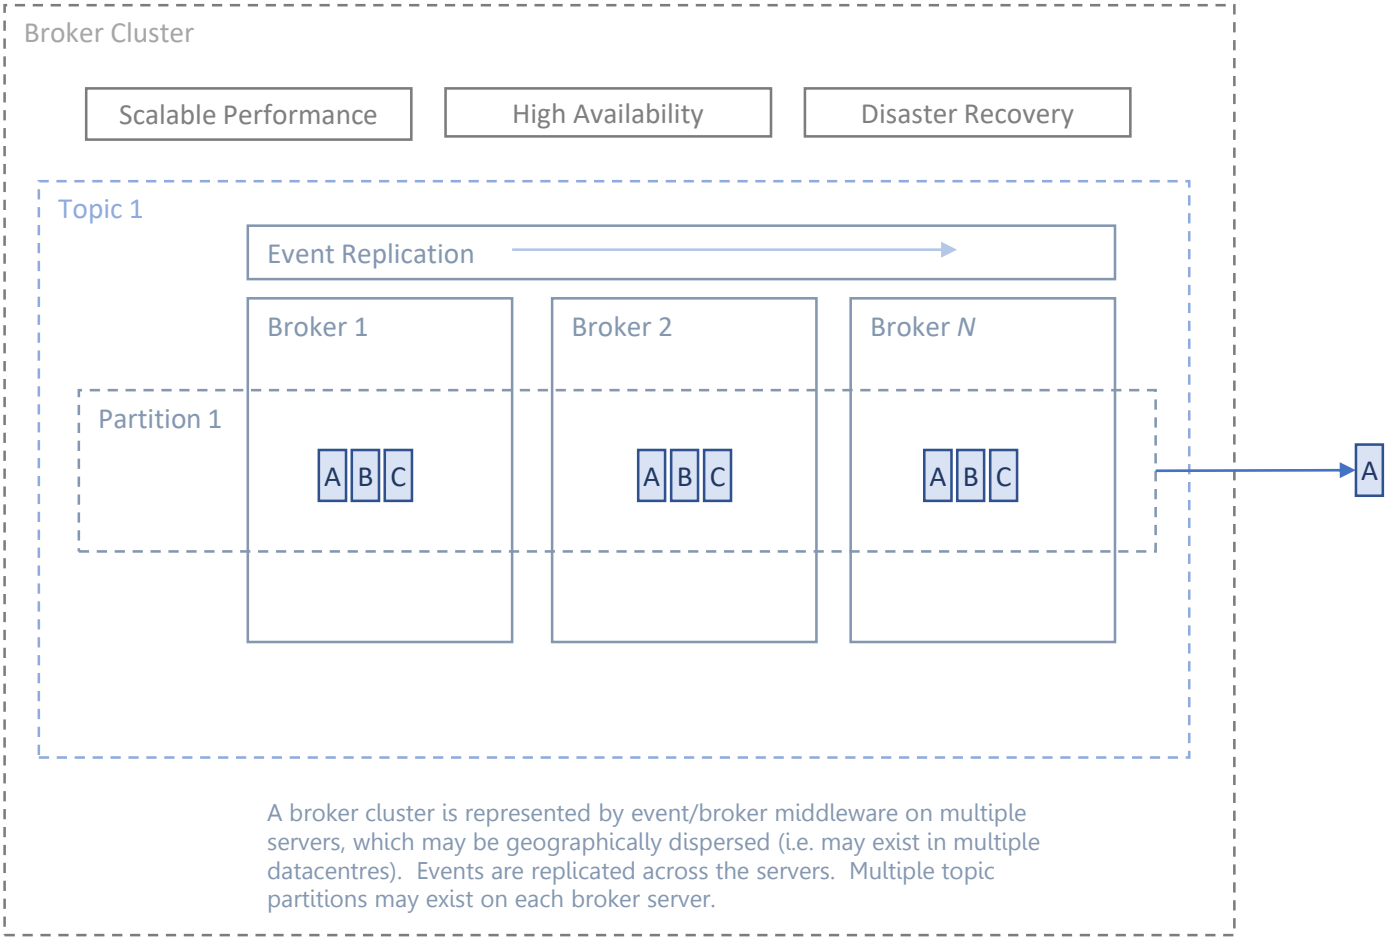 Broker Cluster
Scalable Performance
High Availability
Disaster Recovery
Topic 1
Event Replication
Broker 1
Broker 2
Broker N
Partition 1
A B C
A B C
A B C
A
A broker cluster is represented by event/broker middleware on multiple
servers, which may be geographically dispersed (i.e. may exist in multiple
datacentres).  Events are replicated across the servers.  Multiple topic
partitions may exist on each broker server.